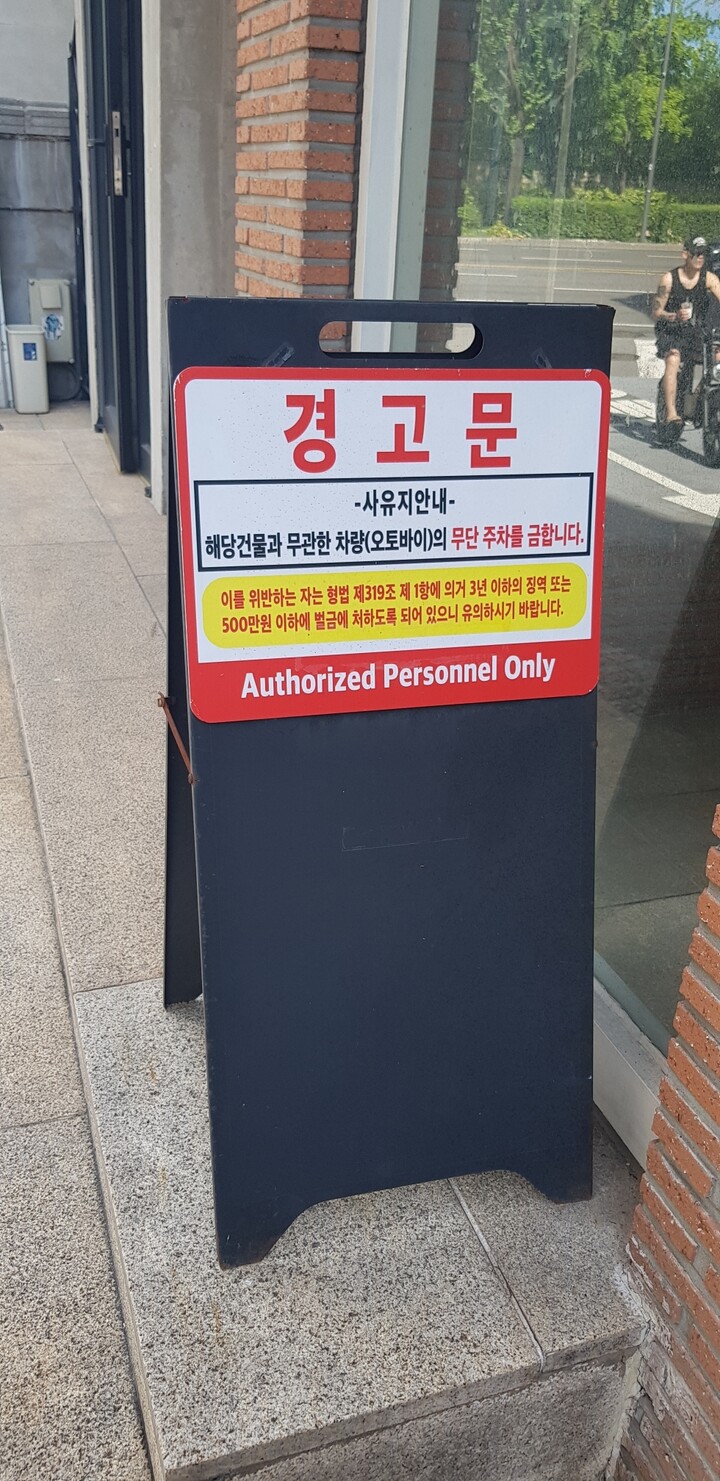 경고문
-사유지안내-
해당건물과 무관한 차량(오토바이)의 무단 주차를 금합니다.
이를 위반하는 자는 형법 제319조 제 1항에 의거 3년 이하의 징역 또는
500만원 이하에 벌금에 처하도록 되어 있으니 유의하시기 바랍니다.
Authorized Personnel Only